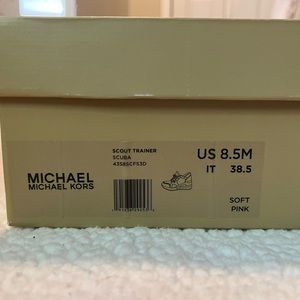 SCOUT TRAINER
SCUBA
43S8SCFS3D
MICHAEL
MICHAEL KORS
US 8.5M
IT 38.5
SOFT
PINK